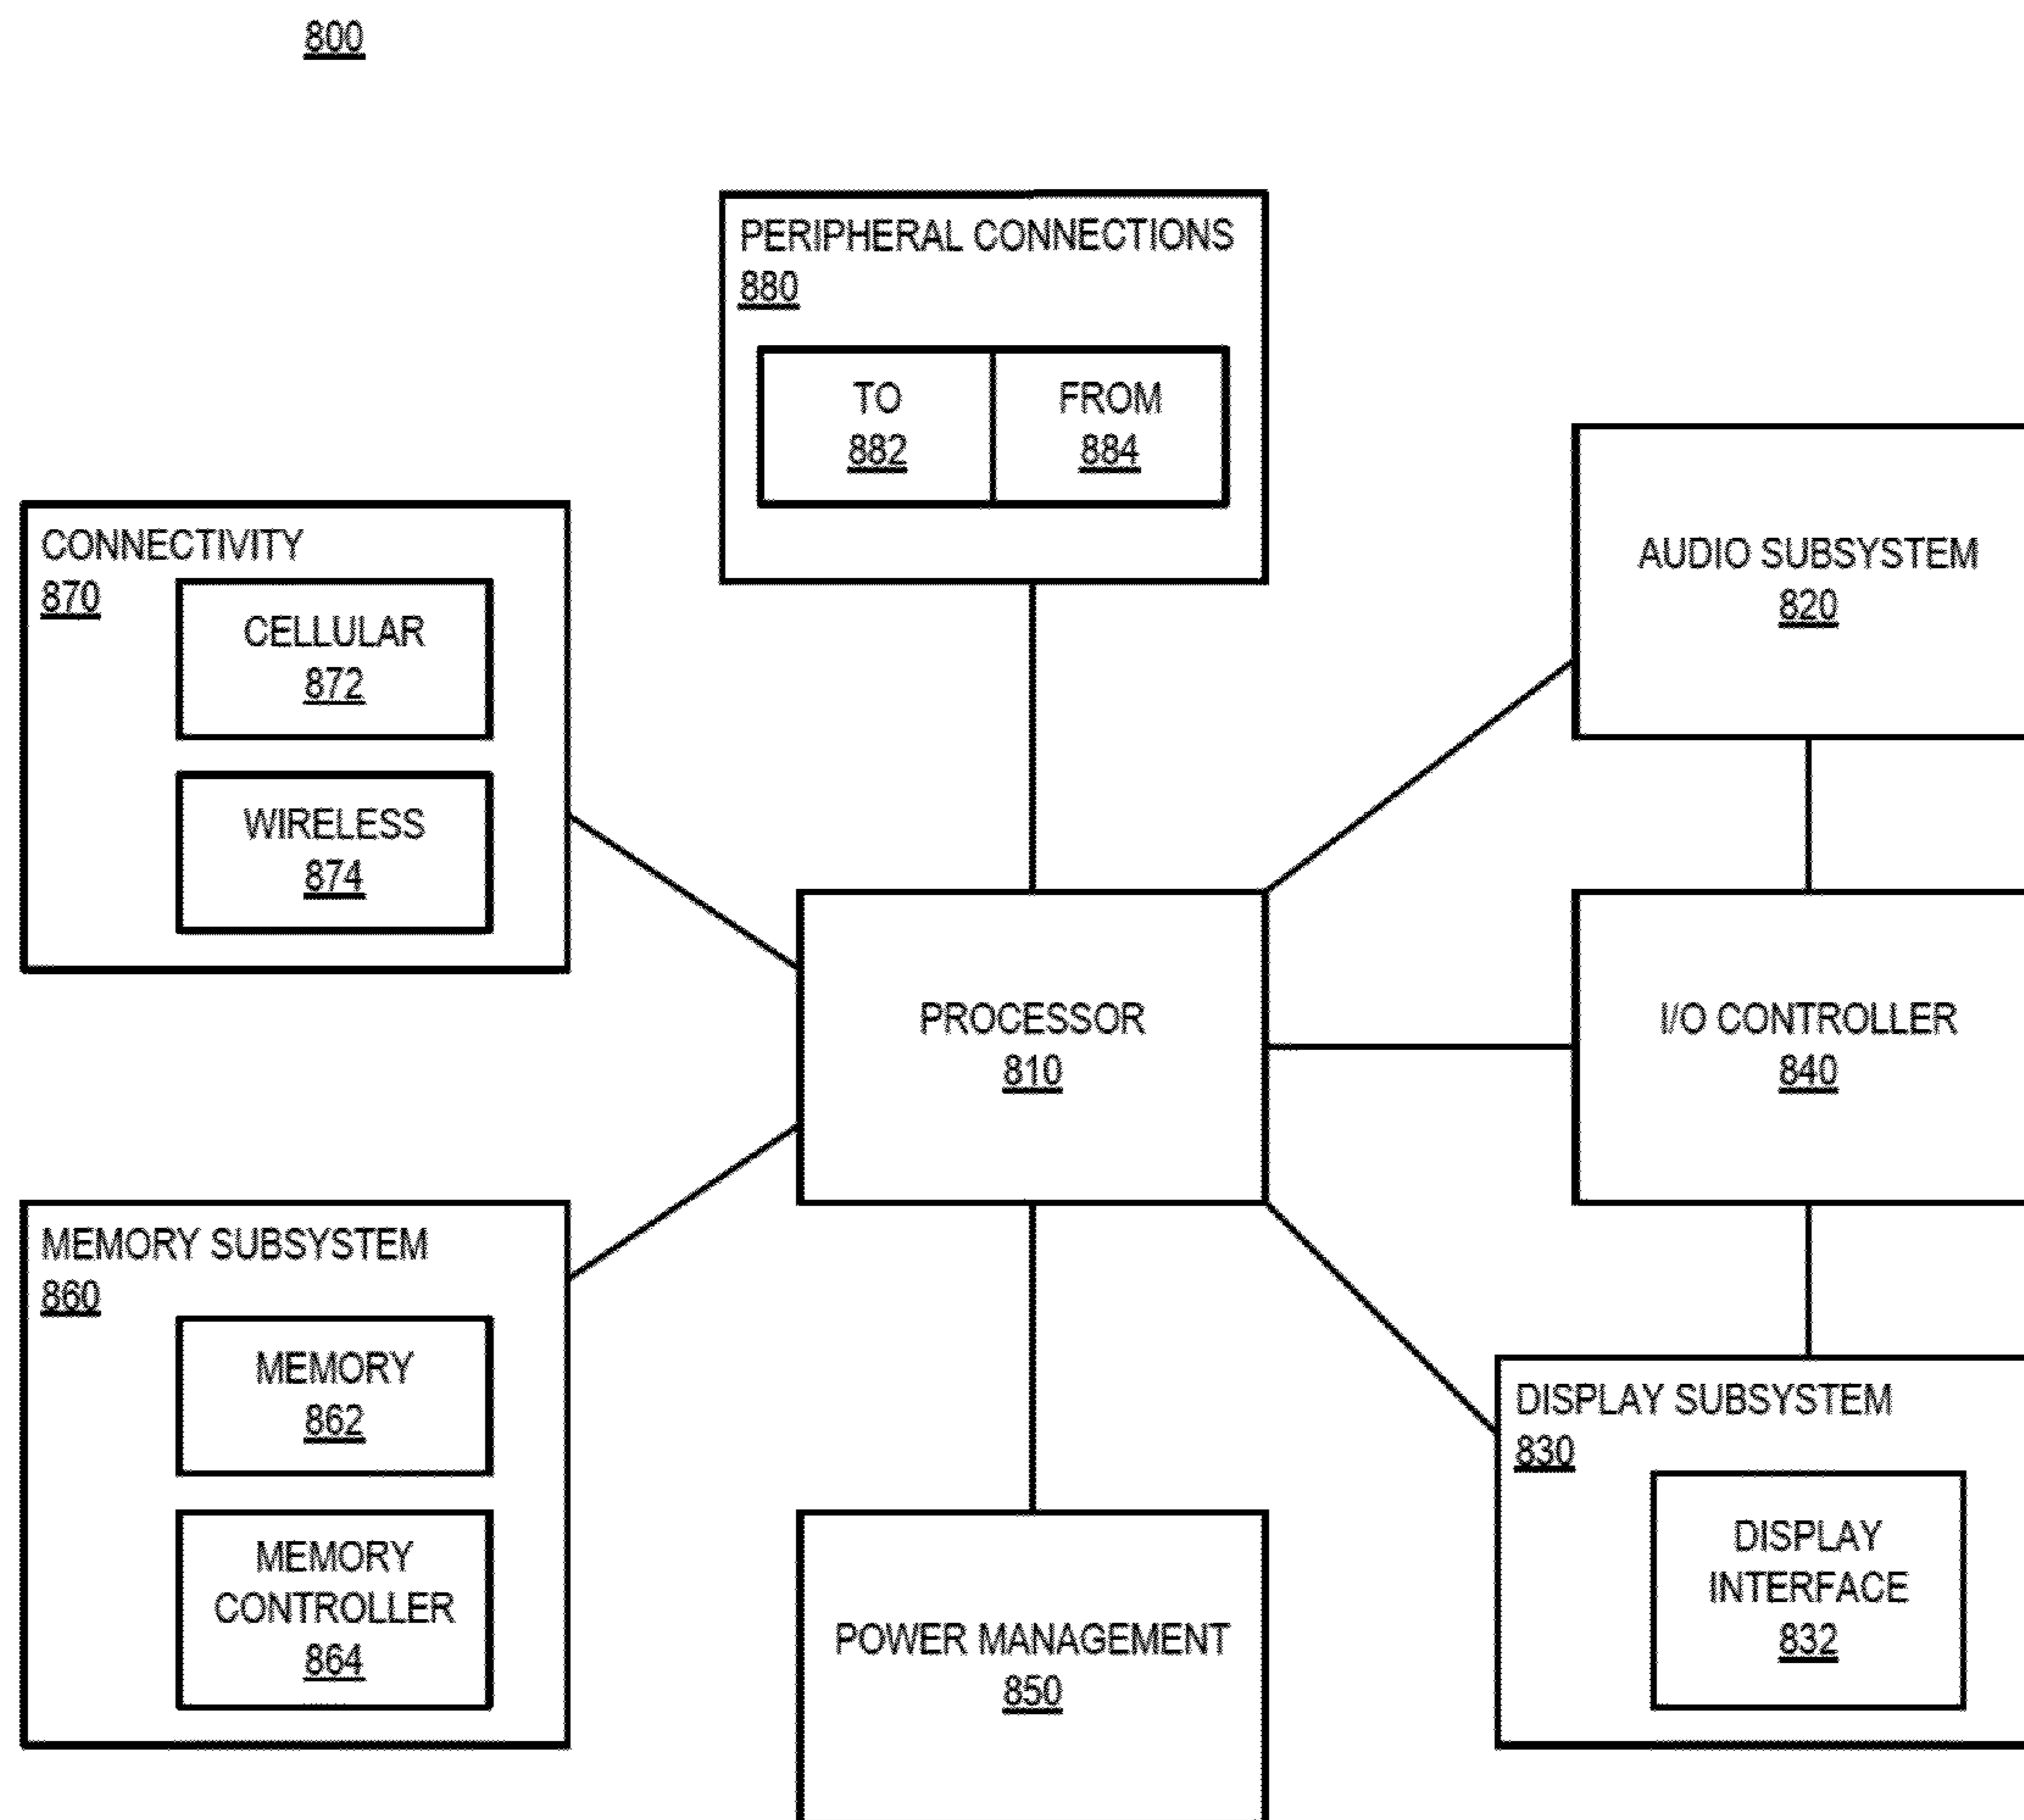 800
PERIPHERAL CONNECTIONS
880
TO
882
FROM
884
CONNECTIVITY
870
CELLULAR
872
WIRELESS
874
AUDIO SUBSYSTEM
820
PROCESSOR
810
I/O CONTROLLER
840
MEMORY SUBSYSTEM
860
MEMORY
862
MEMORY
CONTROLLER
864
POWER MANAGEMENT
850
DISPLAY SUBSYSTEM
830
DISPLAY
INTERFACE
832